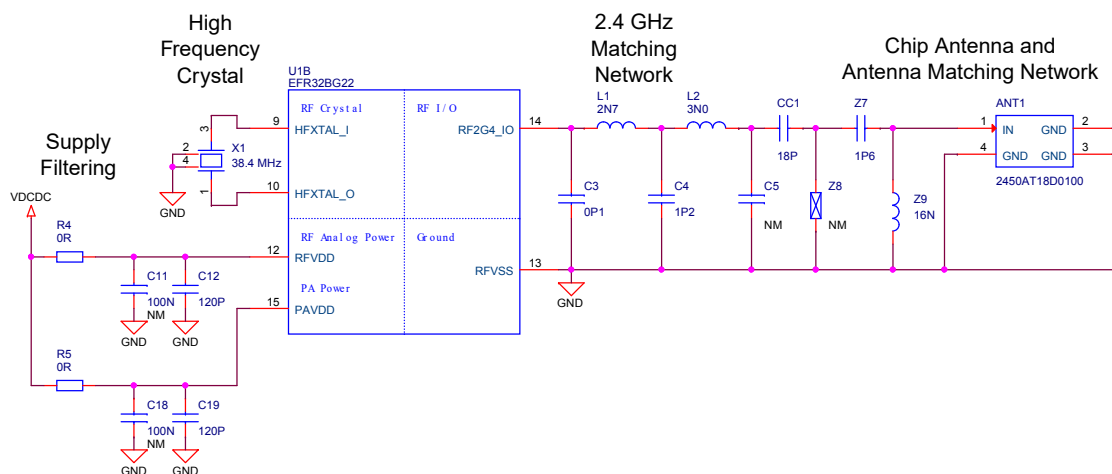 High
Frequency
Crystal
2.4 GHz
Matching
Network
Chip Antenna and
Antenna Matching Network
Supply
Filtering
VDCDC
R4
0R
R5
0R
C11
100N
NM
GND
C12
120P
GND
C18
100N
NM
GND
C19
120P
GND
3
2
4
1
X1
38.4 MHz
GND
U1B
EFR32BG22
RF Crystal
RF I/O
9
HFXTAL_I
10
HFXTAL_O
RF2G4_IO
14
RF Analog Power
Ground
12
RFVDD
PA Power
15
PAVDD
RFVSS
13
GND
L1
2N7
L2
3N0
CC1
18P
Z7
1P6
C3
0P1
C4
1P2
C5
NM
Z8
NM
Z9
16N
ANT1
1
IN
GND
2
4
GND
GND
3
2450AT18D0100